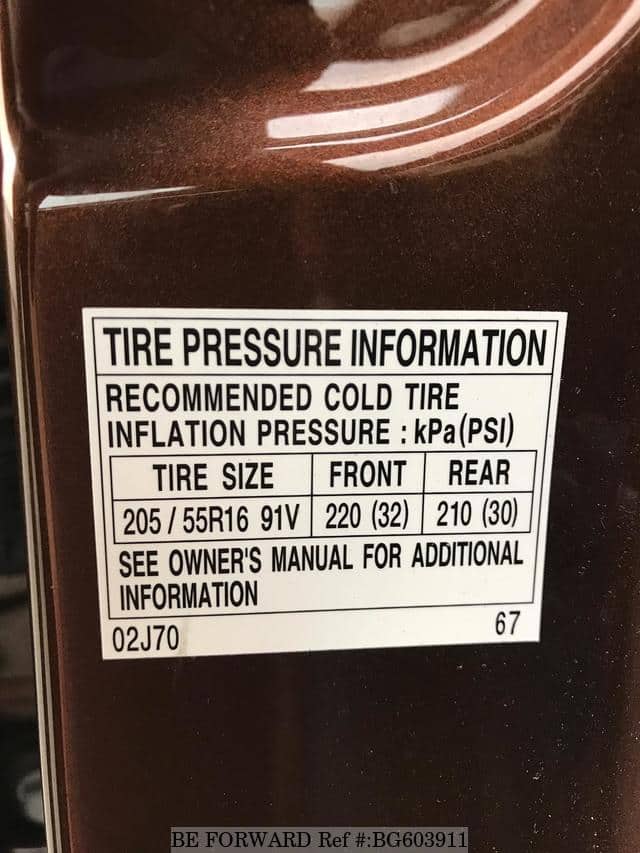 TIRE PRESSURE INFORMATION
RECOMMENDED COLD TIRE
INFLATION PRESSURE : kPa(PSI)
TIRE SIZE FRONT REAR
205 / 55R16 91V 220 (32) 210 (30)
SEE OWNER'S MANUAL FOR ADDITIONAL
INFORMATION
02J70 67
BE FORWARD Ref #:BG603911